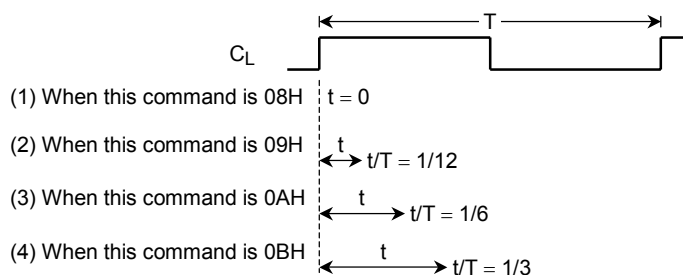 T
CL
(1) When this command is 08H t = 0
(2) When this command is 09H t t/T = 1/12
(3) When this command is 0AH t t/T = 1/6
(4) When this command is 0BH t t/T = 1/3